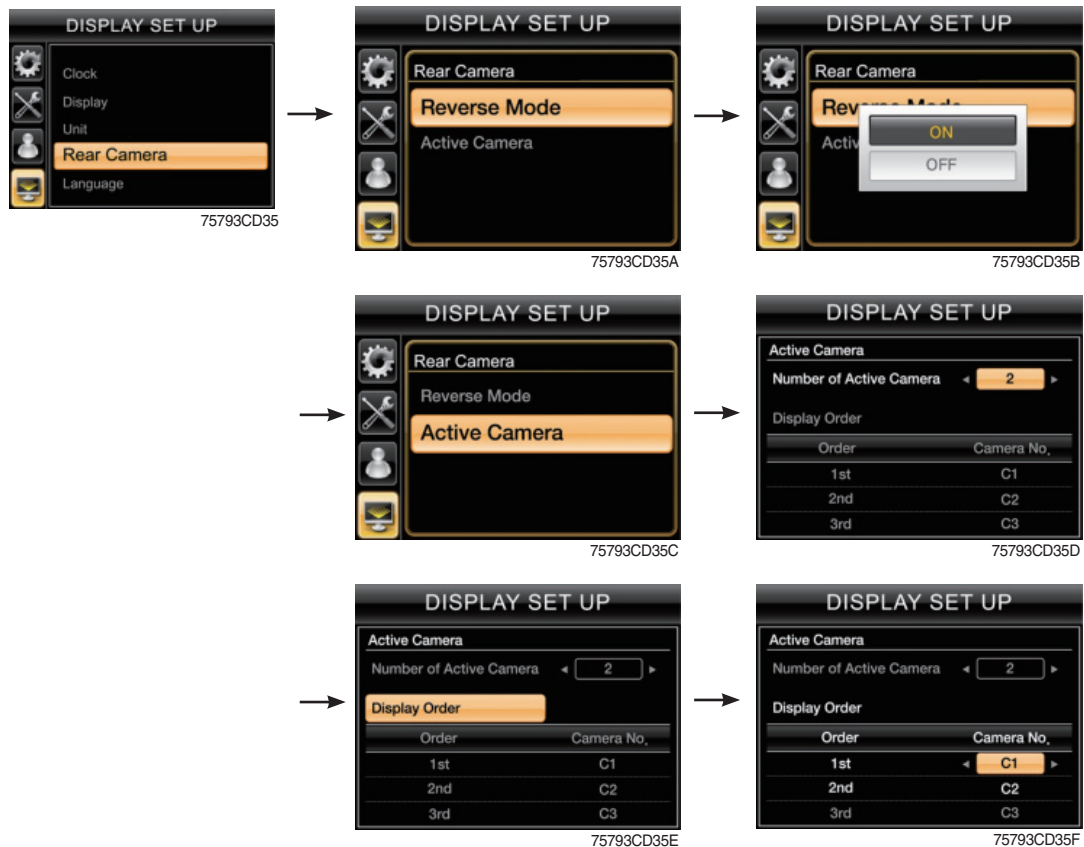 DISPLAY SET UP
Clock
Display
Unit
Rear Camera
Language
75793CD35
DISPLAY SET UP
Rear Camera
Reverse Mode
Active Camera
75793CD35A
DISPLAY SET UP
Rear Camera
ON
OFF
75793CD35B
DISPLAY SET UP
Rear Camera
Reverse Mode
Active Camera
75793CD35C
DISPLAY SET UP
Active Camera
Number of Active Camera ◄ 2 ►
Display Order
Order Camera No.
1st C1
2nd C2
3rd C3
75793CD35D
DISPLAY SET UP
Active Camera
Number of Active Camera ◄ 2 ►
Display Order
Order Camera No.
1st C1
2nd C2
3rd C3
75793CD35E
DISPLAY SET UP
Active Camera
Number of Active Camera ◄ 2 ►
Display Order
Order Camera No.
1st ◄ C1 ►
2nd C2
3rd C3
75793CD35F